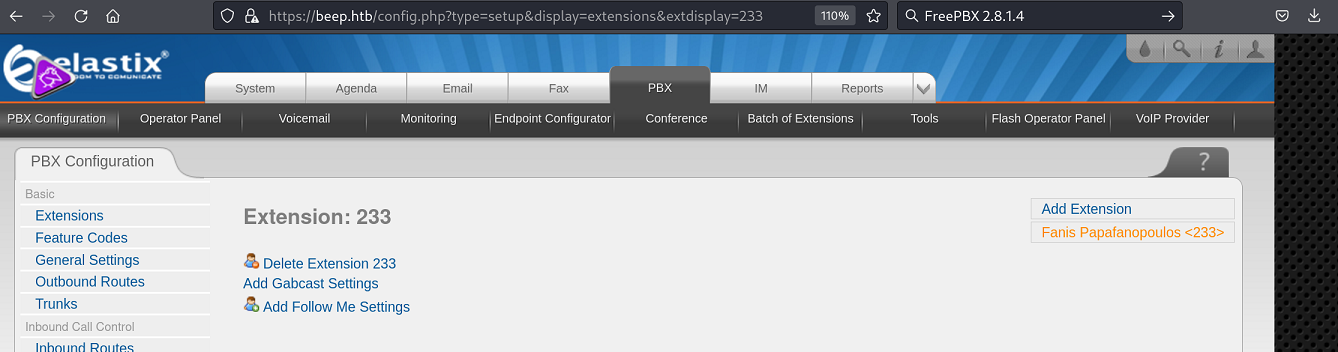 https://beep.htb/config.php?type=setup&display=extensions&extdisplay=233 110% FreePBX 2.8.1.4
elastix®
DOM TO COMUNICATE
System Agenda Email Fax PBX IM Reports
PBX Configuration Operator Panel Voicemail Monitoring Endpoint Configurator Conference Batch of Extensions Tools Flash Operator Panel VoIP Provider
PBX Configuration ?
Basic
Extensions
Feature Codes
General Settings
Outbound Routes
Trunks
Inbound Call Control
Inbound Routes
Extension: 233
Delete Extension 233
Add Gabcast Settings
Add Follow Me Settings
Add Extension
Fanis Papafanopoulos <233>